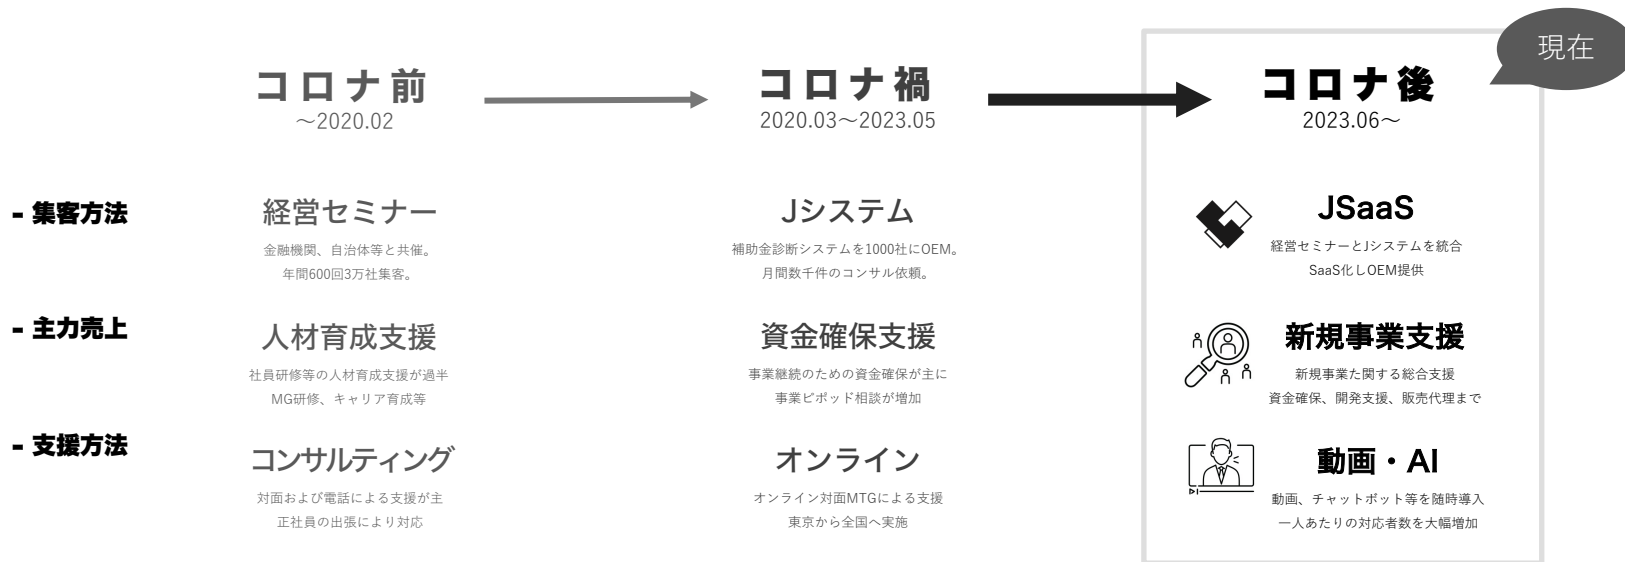 現在
コロナ前
～2020.02
コロナ禍
2020.03～2023.05
コロナ後
2023.06～
- 集客方法
経営セミナー
金融機関、自治体等と共催。
年間600回3万社集客。
Jシステム
補助金診断システムを1000社にOEM。
月間数千件のコンサル依頼。
JSaaS
経営セミナーとJシステムを統合
SaaS化しOEM提供
- 主力売上
人材育成支援
社員研修等の人材育成支援が過半
MG研修、キャリア育成等
資金確保支援
事業継続のための資金確保が主に
事業ピボッド相談が増加
新規事業支援
新規事業た関する総合支援
資金確保、開発支援、販売代理まで
- 支援方法
コンサルティング
対面および電話による支援が主
正社員の出張により対応
オンライン
オンライン対面MTGによる支援
東京から全国へ実施
動画・AI
動画、チャットボット等を随時導入
一人あたりの対応者数を大幅増加